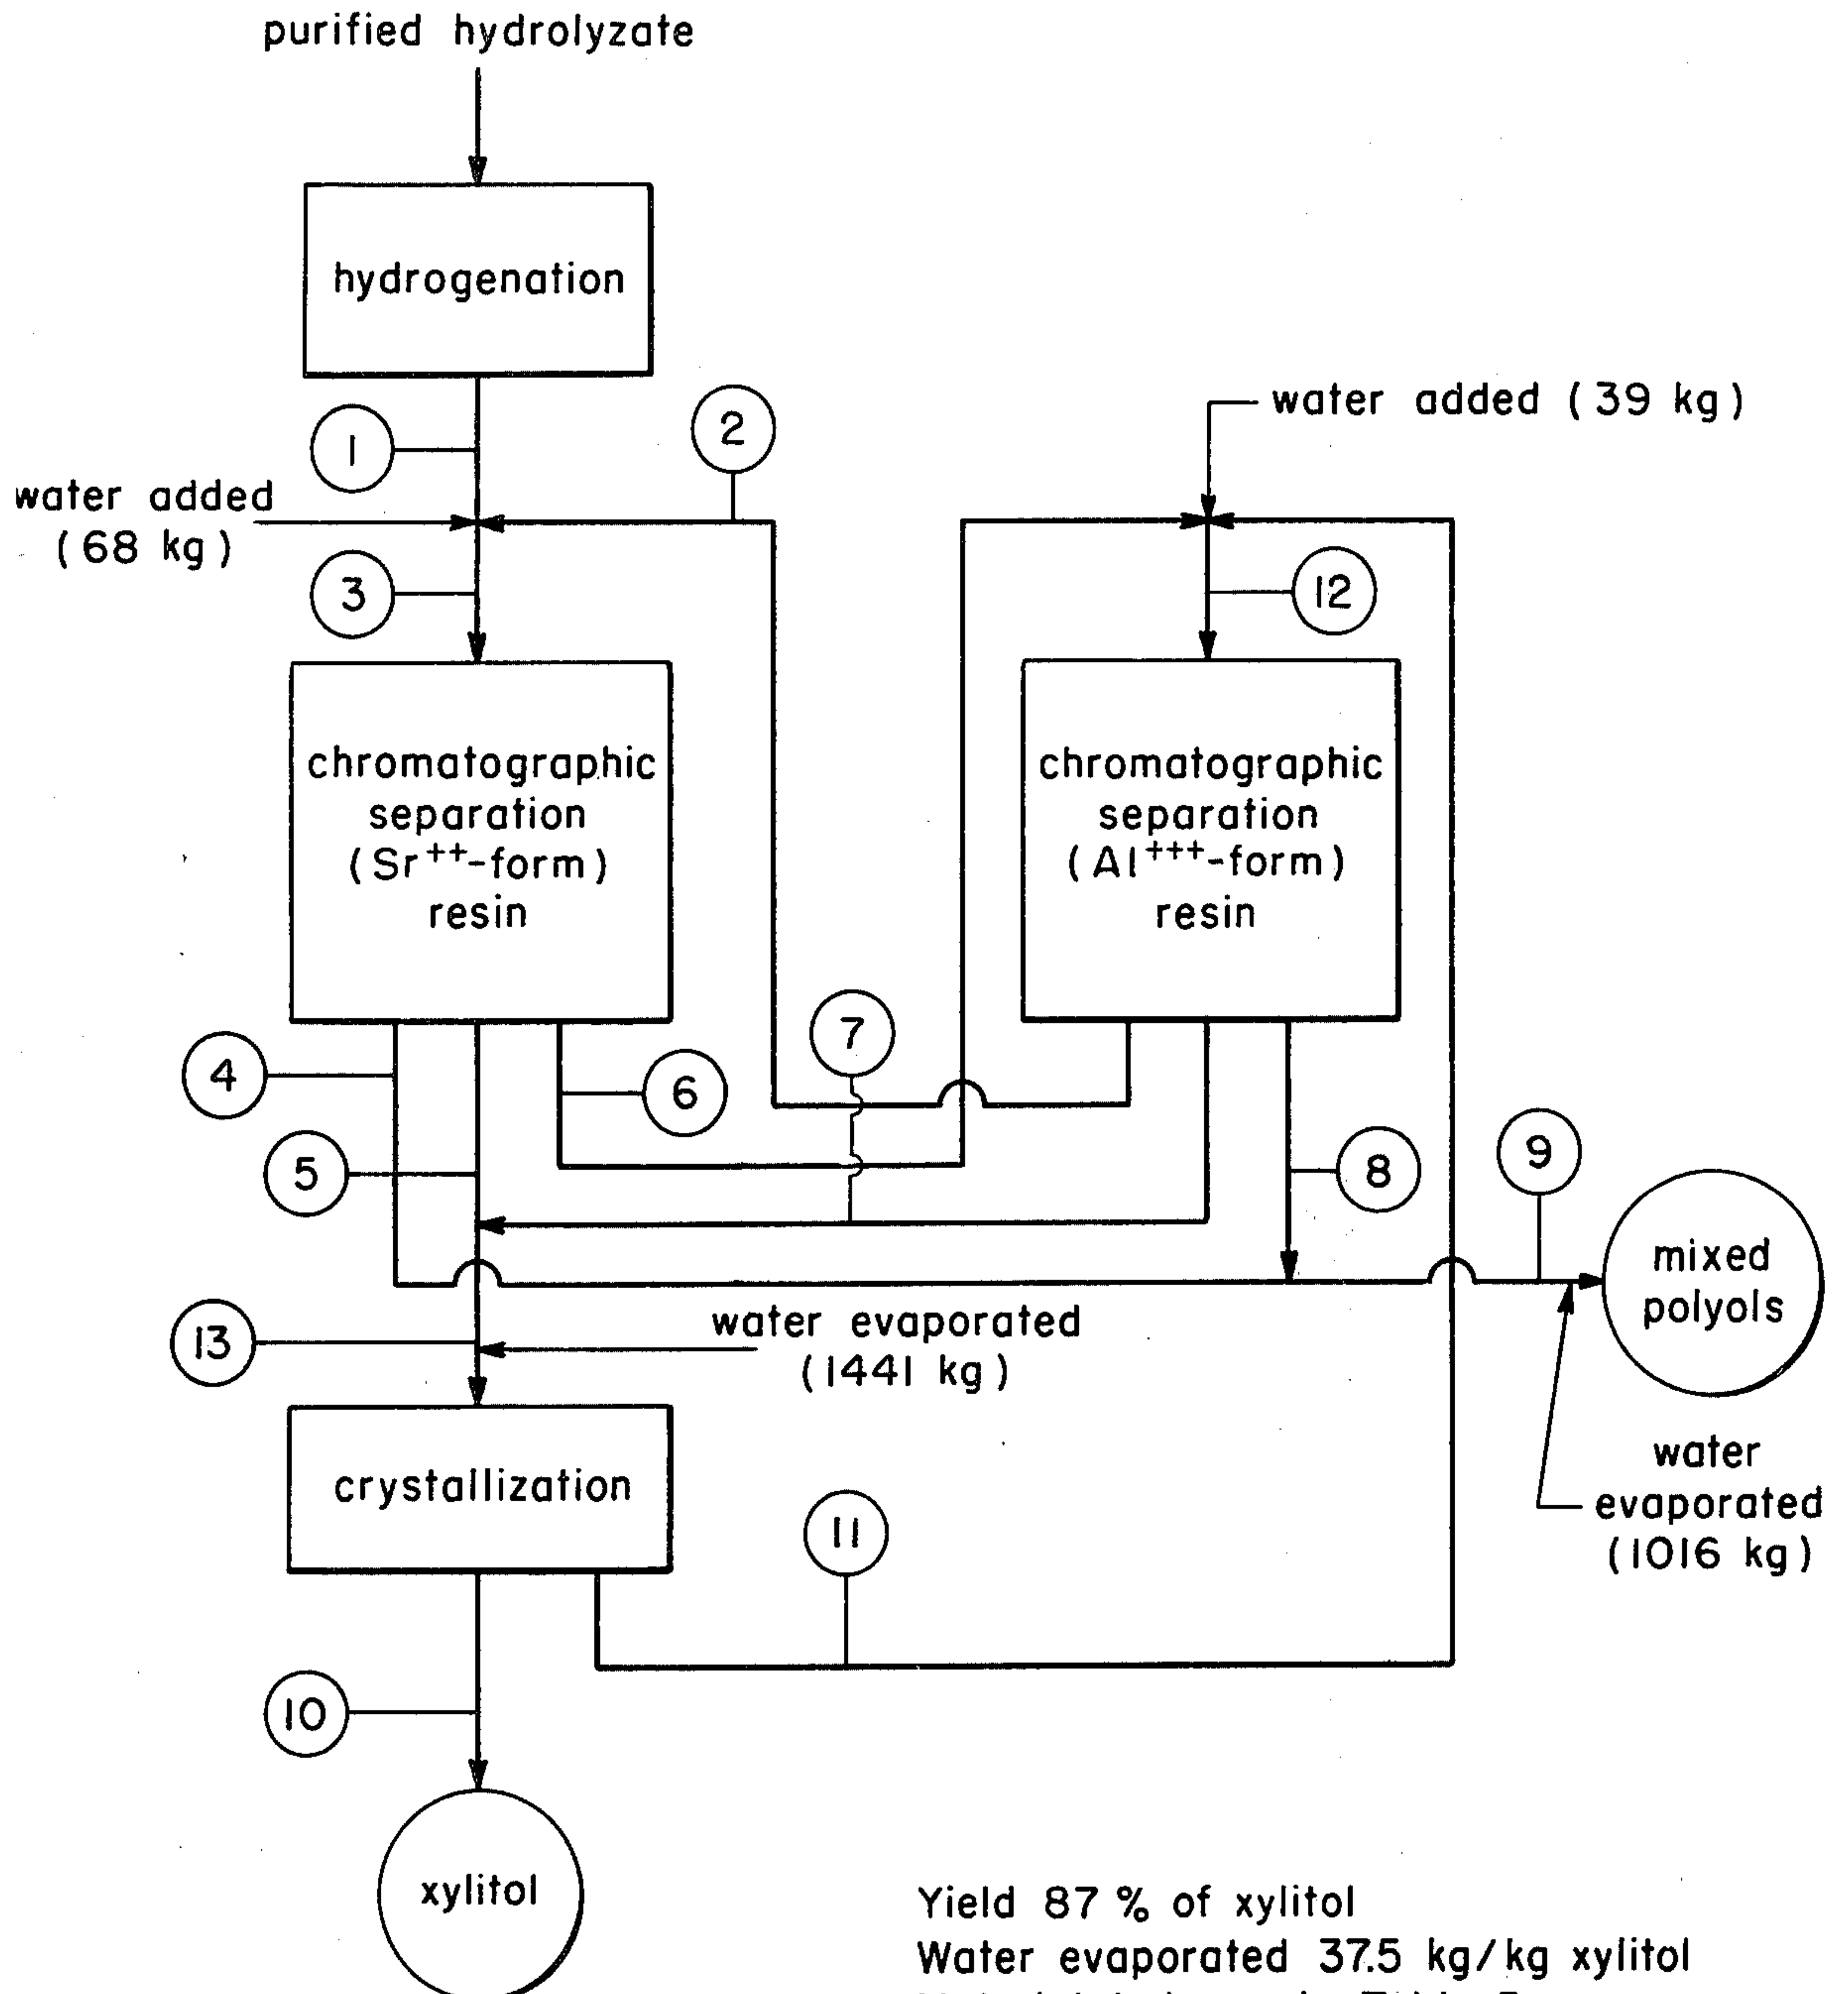 purified hydrolyzate
hydrogenation
1
2
water added (39 kg)
water added
(68 kg)
3
12
chromatographic
separation
(Sr++-form)
resin
chromatographic
separation
(Al+++-form)
resin
4
5
6
7
8
9
mixed
polyols
13
water evaporated
(1441 kg)
water
evaporated
(1016 kg)
crystallization
11
10
xylitol
Yield 87 % of xylitol
Water evaporated 37.5 kg/kg xylitol